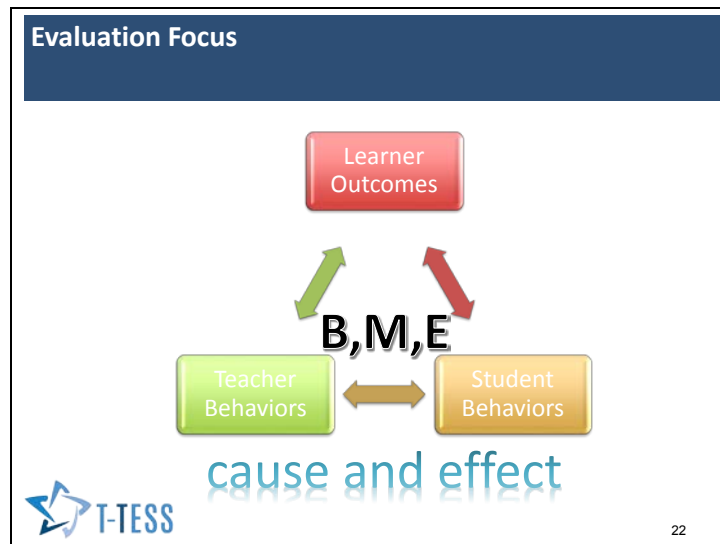 Evaluation Focus
Learner
Outcomes
B,M,E
Teacher
Behaviors
Student
Behaviors
cause and effect
T-TESS
22